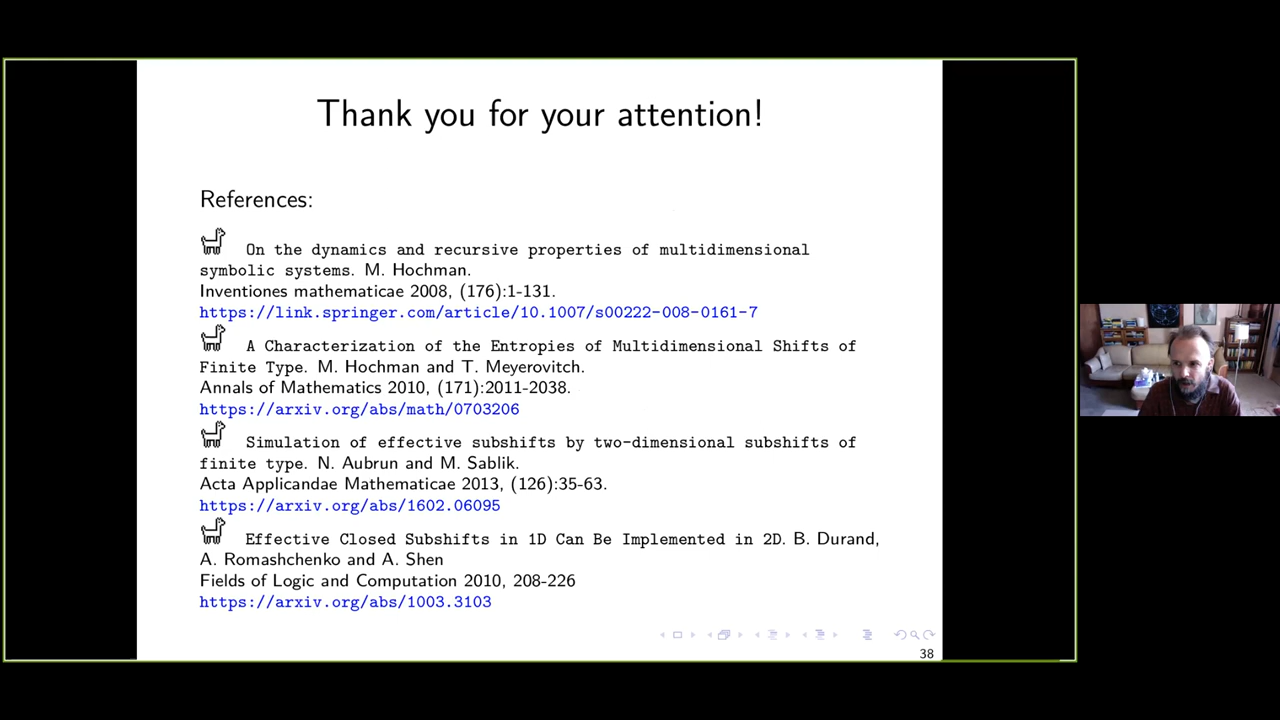 Thank you for your attention!
References:
On the dynamics and recursive properties of multidimensional
symbolic systems. M. Hochman.
Inventiones mathematicae 2008, (176):1-131.
https://link.springer.com/article/10.1007/s00222-008-0161-7
A Characterization of the Entropies of Multidimensional Shifts of
Finite Type. M. Hochman and T. Meyerovitch.
Annals of Mathematics 2010, (171):2011-2038.
https://arxiv.org/abs/math/0703206
Simulation of effective subshifts by two-dimensional subshifts of
finite type. N. Aubrun and M. Sablik.
Acta Applicandae Mathematicae 2013, (126):35-63.
https://arxiv.org/abs/1602.06095
Effective Closed Subshifts in 1D Can Be Implemented in 2D. B. Durand,
A. Romashchenko and A. Shen
Fields of Logic and Computation 2010, 208-226
https://arxiv.org/abs/1003.3103
38